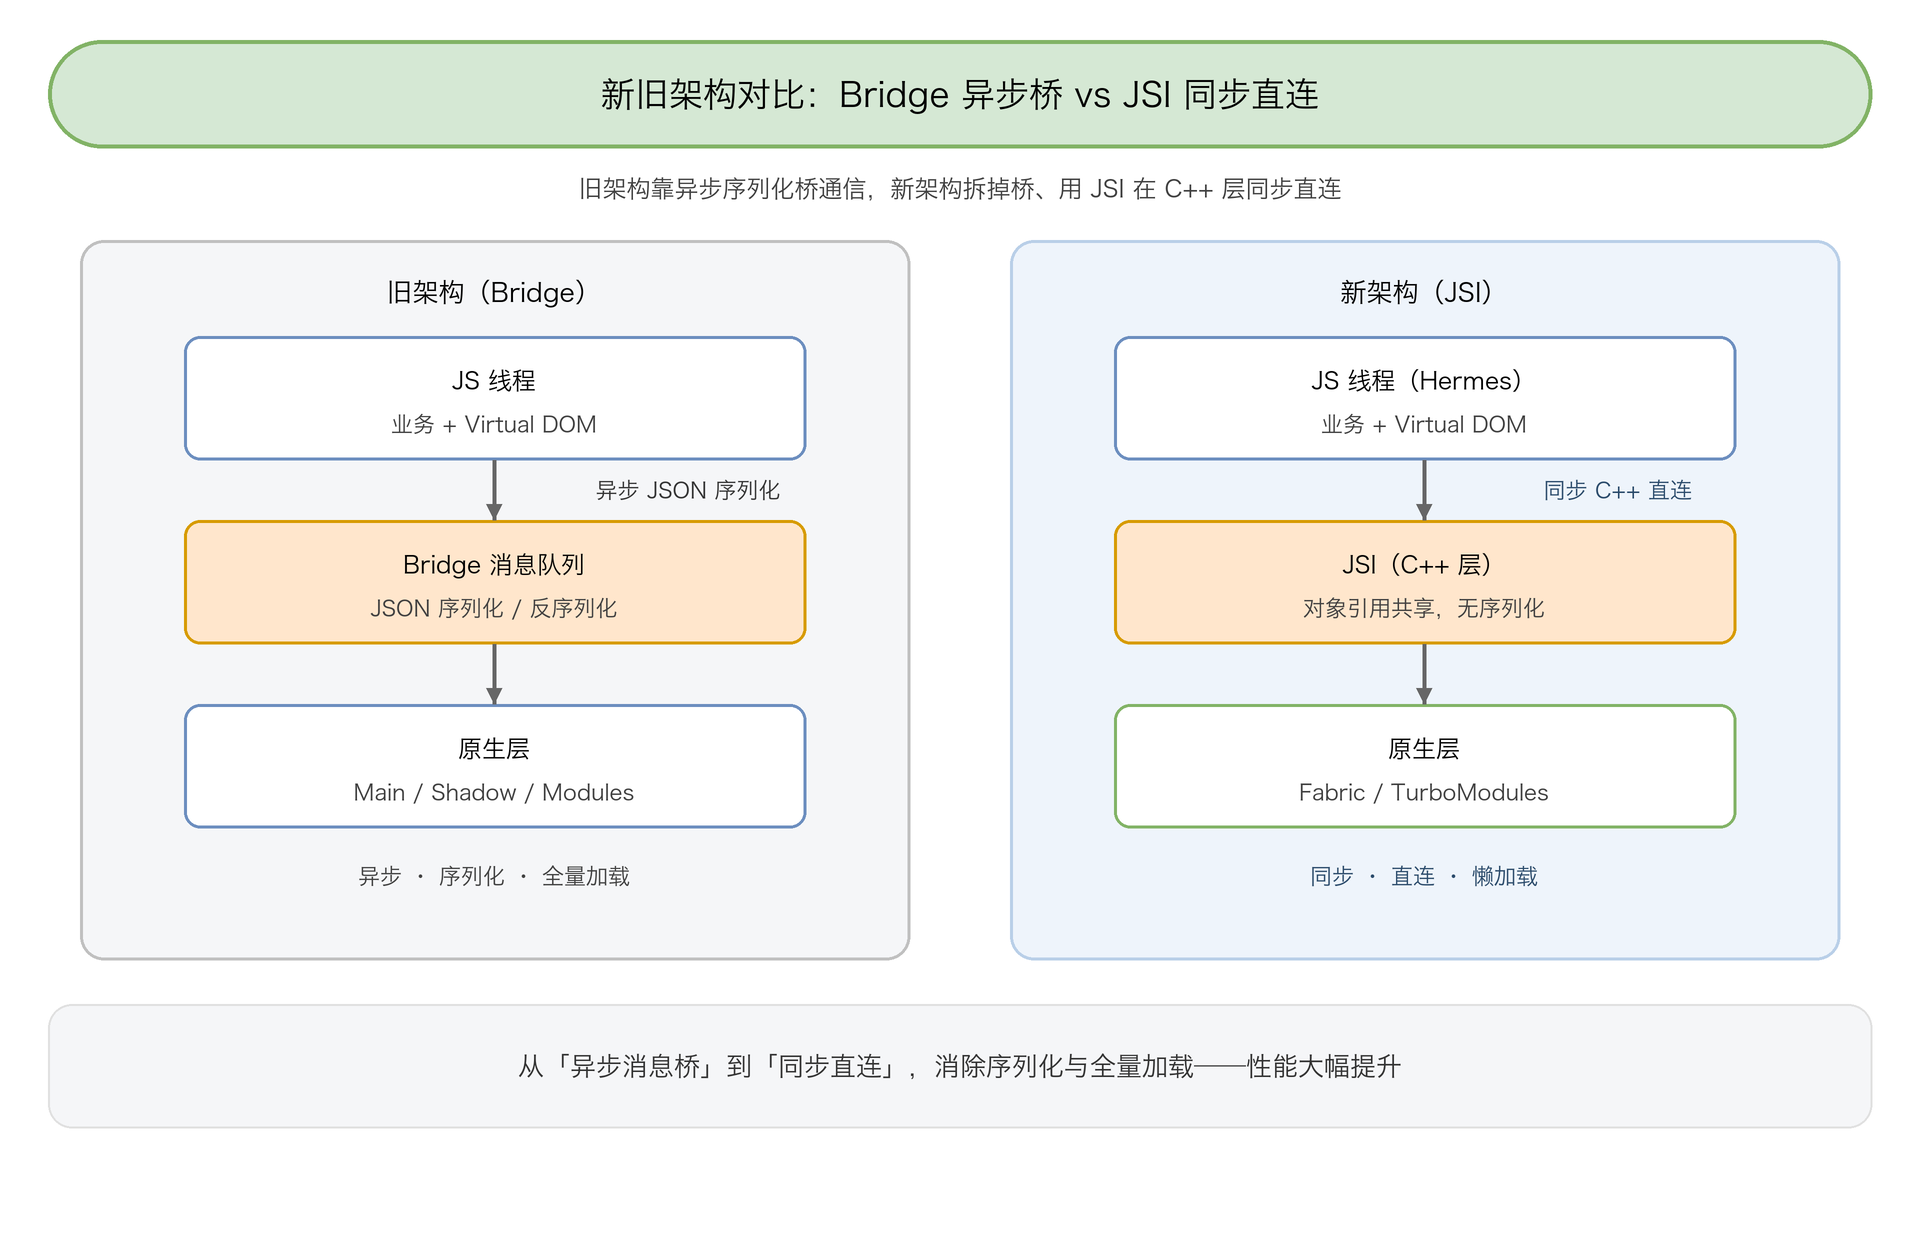 新旧架构对比：Bridge 异步桥 vs JSI 同步直连
旧架构靠异步序列化桥通信，新架构拆掉桥、用 JSI 在 C++ 层同步直连
旧架构（Bridge）
JS 线程
业务 + Virtual DOM
异步 JSON 序列化
Bridge 消息队列
JSON 序列化 / 反序列化
原生层
Main / Shadow / Modules
异步 · 序列化 · 全量加载
新架构（JSI）
JS 线程（Hermes）
业务 + Virtual DOM
同步 C++ 直连
JSI（C++ 层）
对象引用共享，无序列化
原生层
Fabric / TurboModules
同步 · 直连 · 懒加载
从「异步消息桥」到「同步直连」，消除序列化与全量加载——性能大幅提升